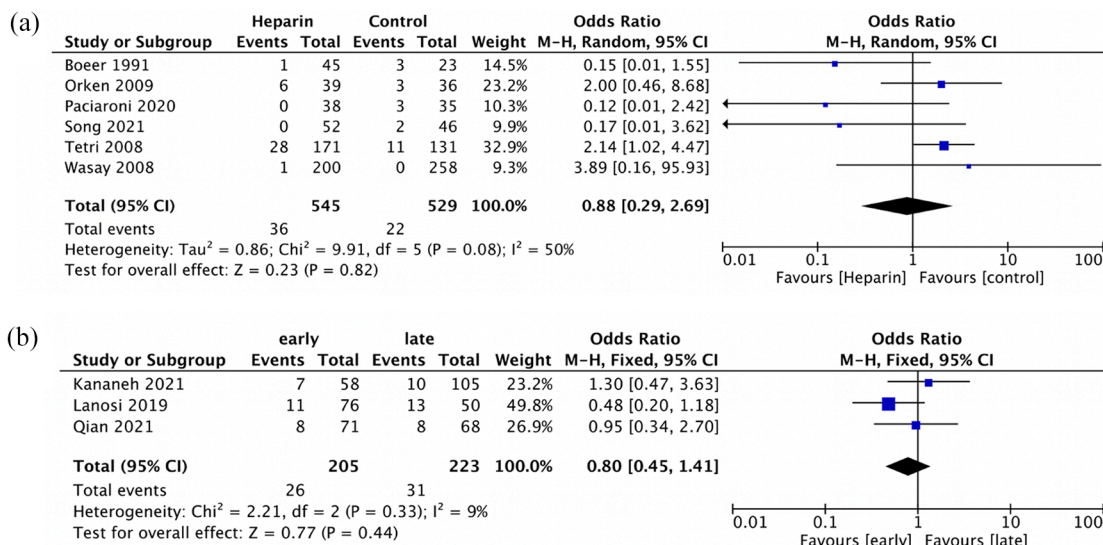 (a)
Heparin Control Odds Ratio Odds Ratio
Study or Subgroup Events Total Events Total Weight M-H, Random, 95% CI M-H, Random, 95% CI
Boeer 1991 1 45 3 23 14.5% 0.15 [0.01, 1.55]
Orken 2009 6 39 3 36 23.2% 2.00 [0.46, 8.68]
Paciaroni 2020 0 38 3 35 10.3% 0.12 [0.01, 2.42]
Song 2021 0 52 2 46 9.9% 0.17 [0.01, 3.62]
Tetri 2008 28 171 11 131 32.9% 2.14 [1.02, 4.47]
Wasay 2008 1 200 0 258 9.3% 3.89 [0.16, 95.93]
Total (95% CI) 545 529 100.0% 0.88 [0.29, 2.69]
Total events 36 22
Heterogeneity: Tau² = 0.86; Chi² = 9.91, df = 5 (P = 0.08); I² = 50%
Test for overall effect: Z = 0.23 (P = 0.82)
0.01 0.1 1 10 100
Favours [Heparin] Favours [control]
(b)
early late Odds Ratio Odds Ratio
Study or Subgroup Events Total Events Total Weight M-H, Fixed, 95% CI M-H, Fixed, 95% CI
Kananeh 2021 7 58 10 105 23.2% 1.30 [0.47, 3.63]
Lanosi 2019 11 76 13 50 49.8% 0.48 [0.20, 1.18]
Qian 2021 8 71 8 68 26.9% 0.95 [0.34, 2.70]
Total (95% CI) 205 223 100.0% 0.80 [0.45, 1.41]
Total events 26 31
Heterogeneity: Chi² = 2.21, df = 2 (P = 0.33); I² = 9%
Test for overall effect: Z = 0.77 (P = 0.44)
0.01 0.1 1 10 100
Favours [early] Favours [late]